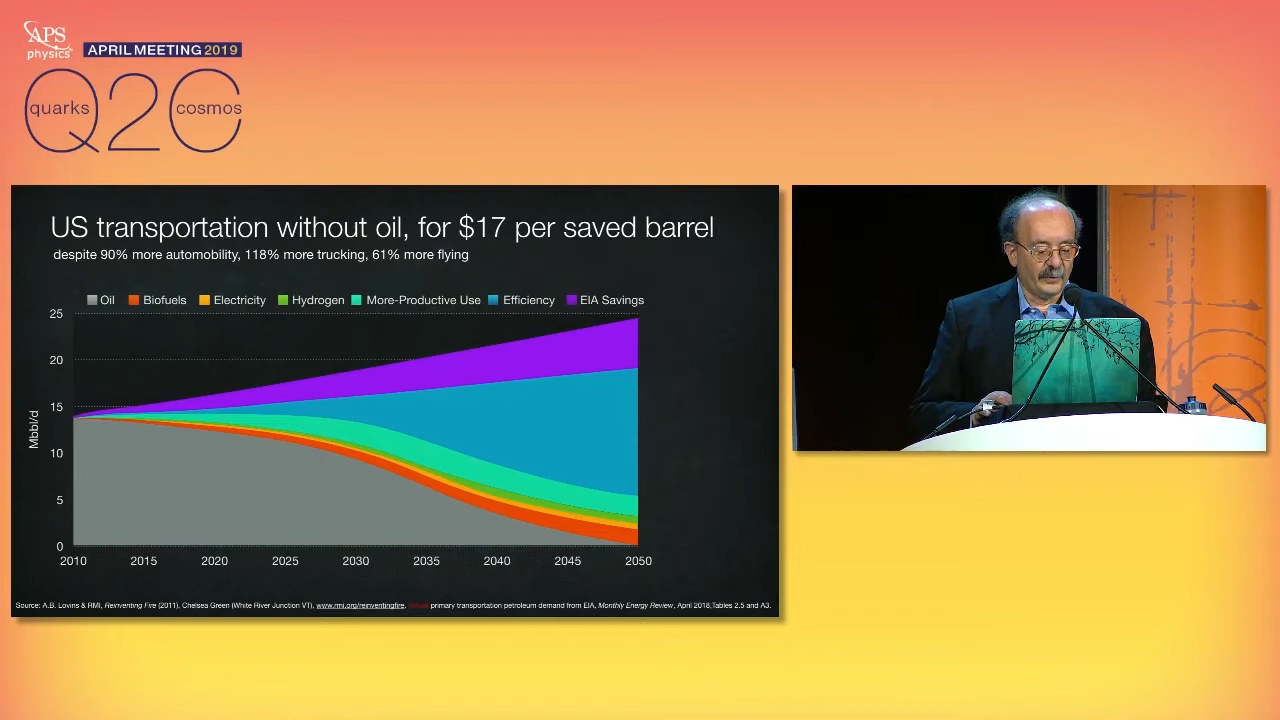 APS
physics
APRIL MEETING 2019
quarks Q2C cosmos
US transportation without oil, for $17 per saved barrel
despite 90% more automobility, 118% more trucking, 61% more flying
Oil Biofuels Electricity Hydrogen More-Productive Use Efficiency EIA Savings
25
20
15
10
5
0
Mbbl/d
2010 2015 2020 2025 2030 2035 2040 2045 2050
Source: A.B. Lovins & RMI, Reinventing Fire (2011), Chelsea Green (White River Junction VT), www.rmi.org/reinventingfire. primary transportation petroleum demand from EIA, Monthly Energy Review, April 2018,Tables 2.5 and A3.